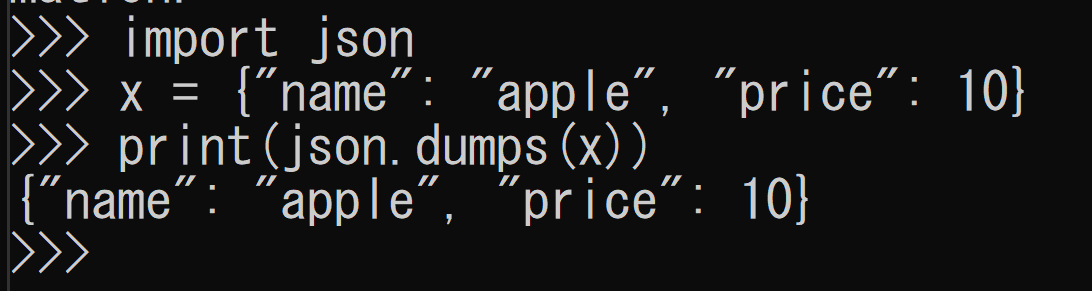 >>> import json
>>> x = {"name": "apple", "price": 10}
>>> print(json.dumps(x))
{"name": "apple", "price": 10}
>>>